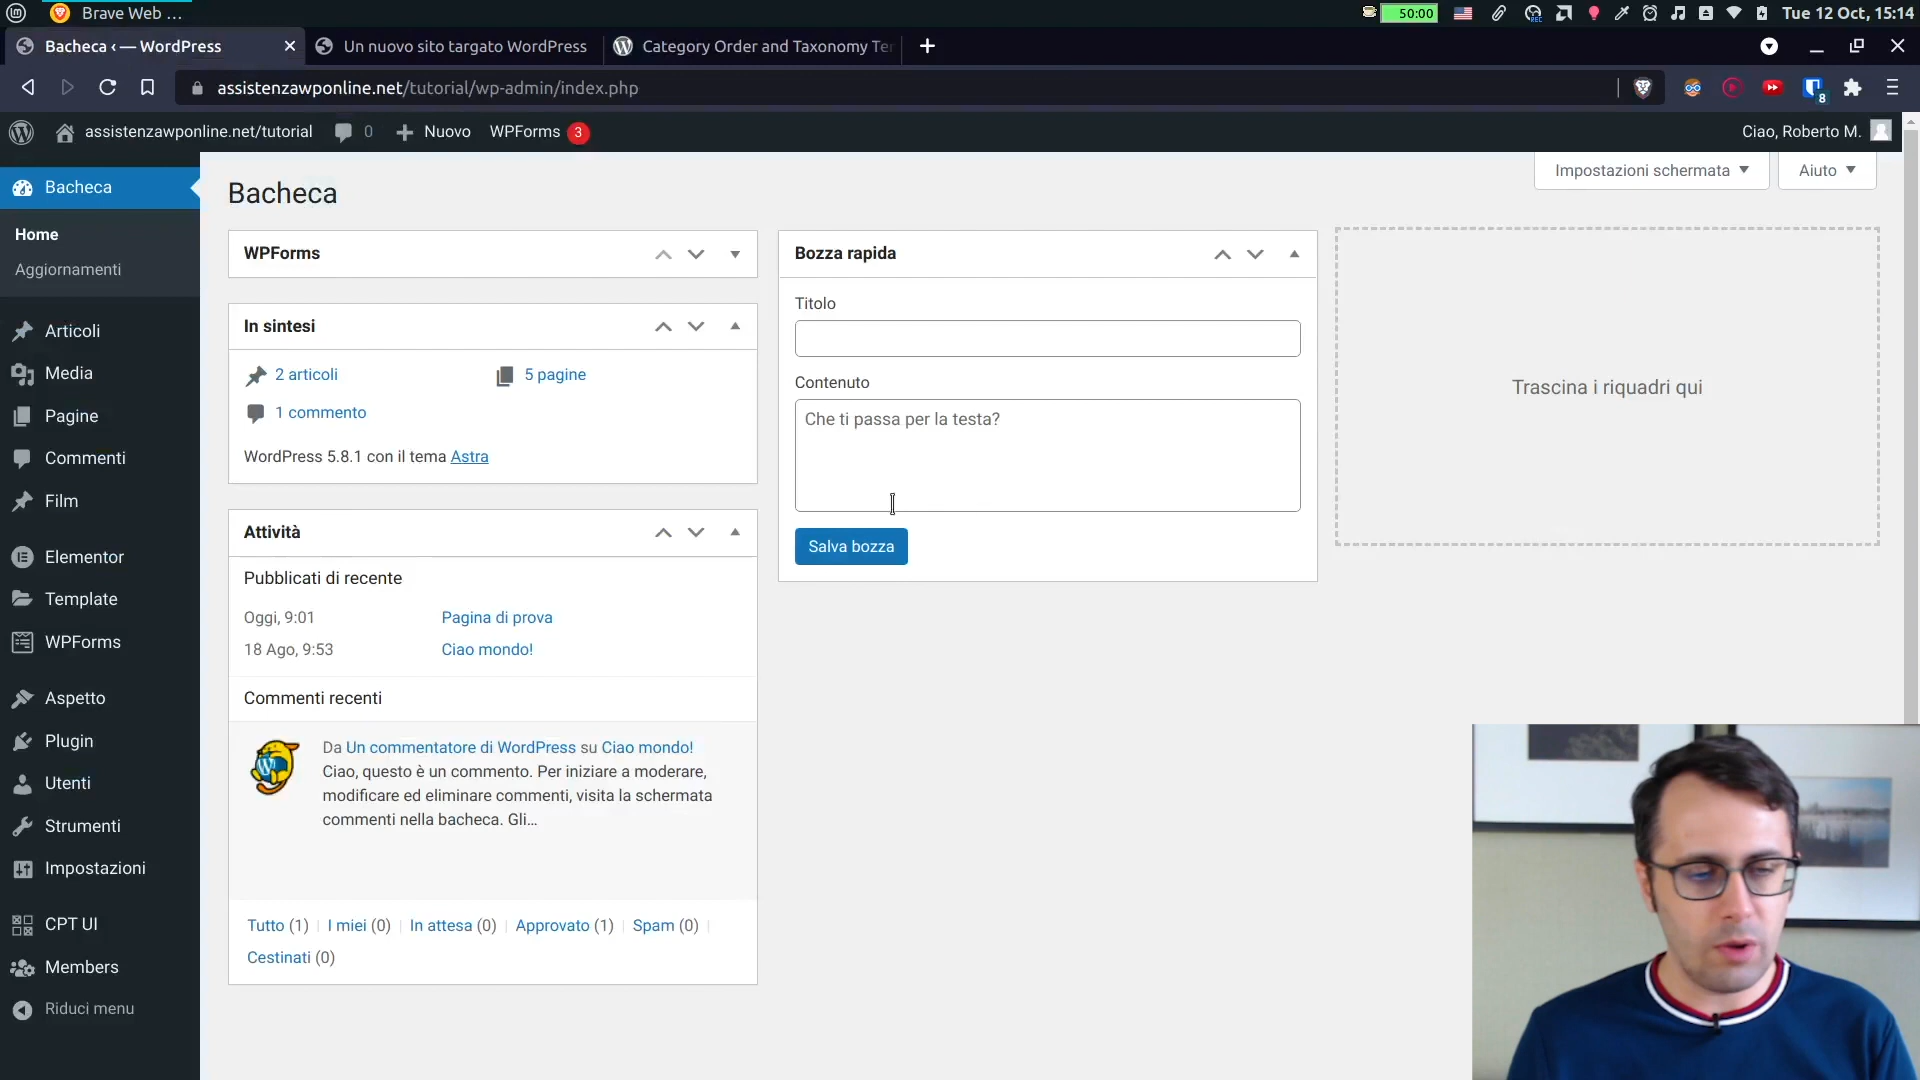 Brave Web ...
50:00
REC
Tue 12 Oct, 15:14
Bacheca ‹ — WordPress
Un nuovo sito targato WordPress
Category Order and Taxonomy Ter
assistenzawponline.net/tutorial/wp-admin/index.php
8
assistenzawponline.net/tutorial
0
Nuovo
WPForms 3
Ciao, Roberto M.
Bacheca
Home
Aggiornamenti
Articoli
Media
Pagine
Commenti
Film
Elementor
Template
WPForms
Aspetto
Plugin
Utenti
Strumenti
Impostazioni
CPT UI
Members
Riduci menu
Impostazioni schermata
Aiuto
Bacheca
WPForms
In sintesi
2 articoli
5 pagine
1 commento
WordPress 5.8.1 con il tema Astra
Attività
Pubblicati di recente
Oggi, 9:01 Pagina di prova
18 Ago, 9:53 Ciao mondo!
Commenti recenti
Da Un commentatore di WordPress su Ciao mondo!
Ciao, questo è un commento. Per iniziare a moderare,
modificare ed eliminare commenti, visita la schermata
commenti nella bacheca. Gli…
Tutto (1) | I miei (0) | In attesa (0) | Approvato (1) | Spam (0) |
Cestinati (0)
Bozza rapida
Titolo
Contenuto
Che ti passa per la testa?
Salva bozza
Trascina i riquadri qui